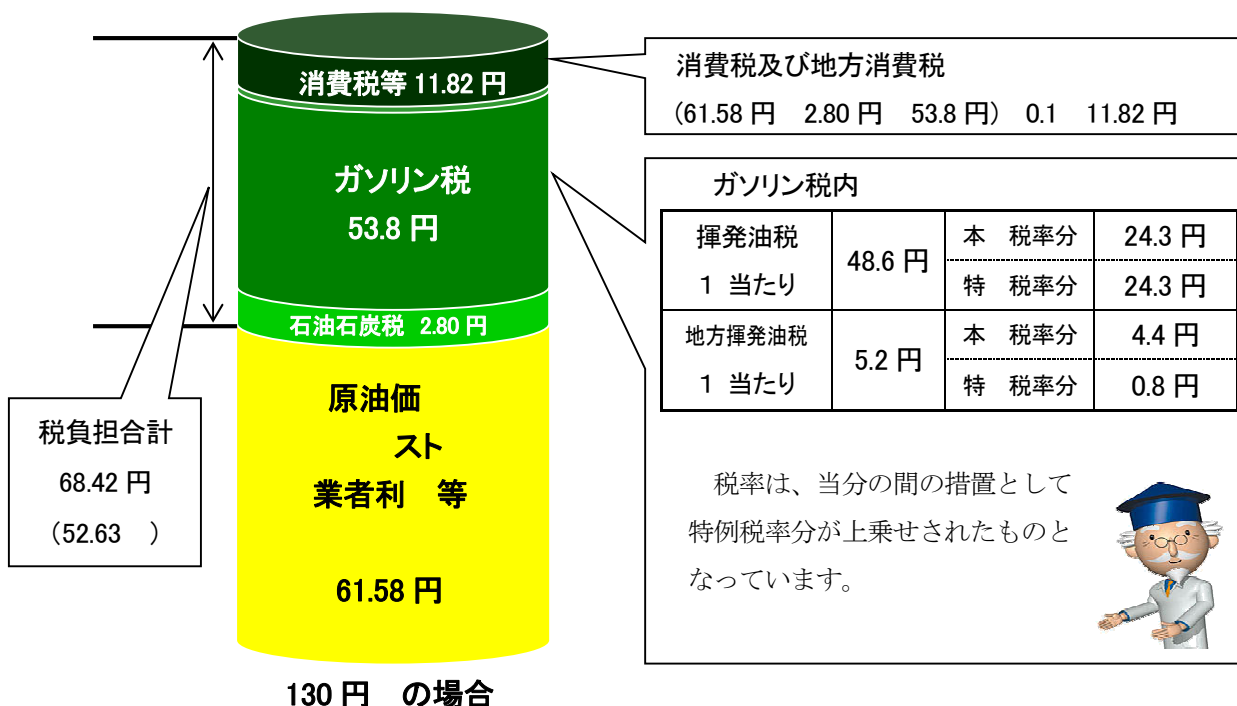 消費税等 11.82 円
ガソリン税
53.8 円
石油石炭税 2.80 円
原油価
スト
業者利 等
61.58 円
130 円 の場合
税負担合計
68.42 円
(52.63 )
消費税及び地方消費税
(61.58 円 2.80 円 53.8 円) 0.1 11.82 円
ガソリン税内
揮発油税
1 当たり
48.6 円
本 税率分 24.3 円
特 税率分 24.3 円
地方揮発油税
1 当たり
5.2 円
本 税率分 4.4 円
特 税率分 0.8 円
税率は、当分の間の措置として
特例税率分が上乗せされたものと
なっています。